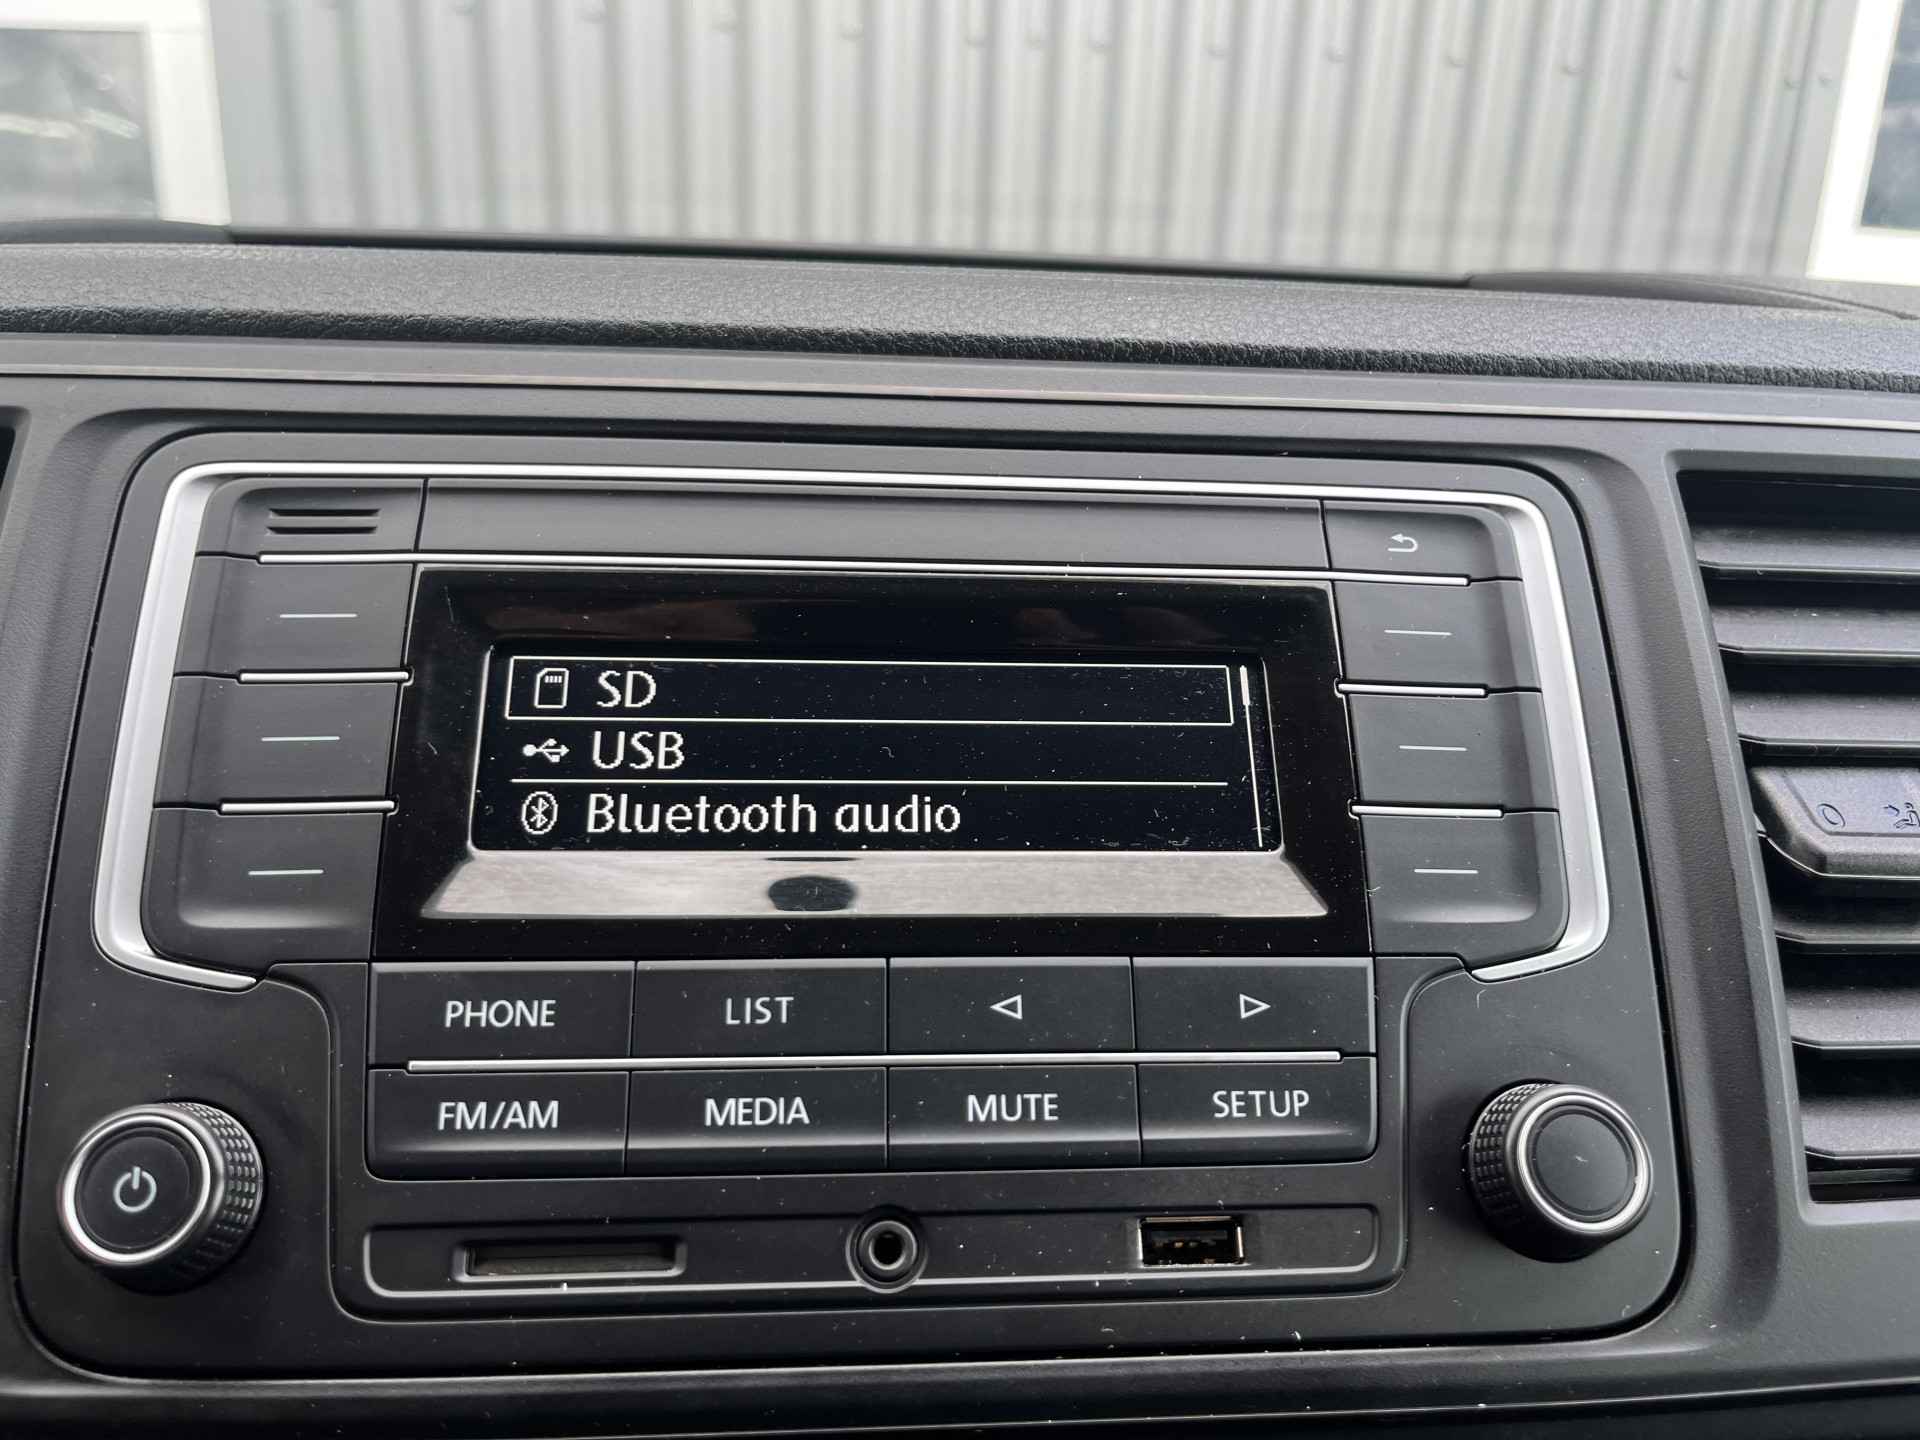 SD
USB
Bluetooth audio
PHONE LIST
FM/AM MEDIA MUTE SETUP